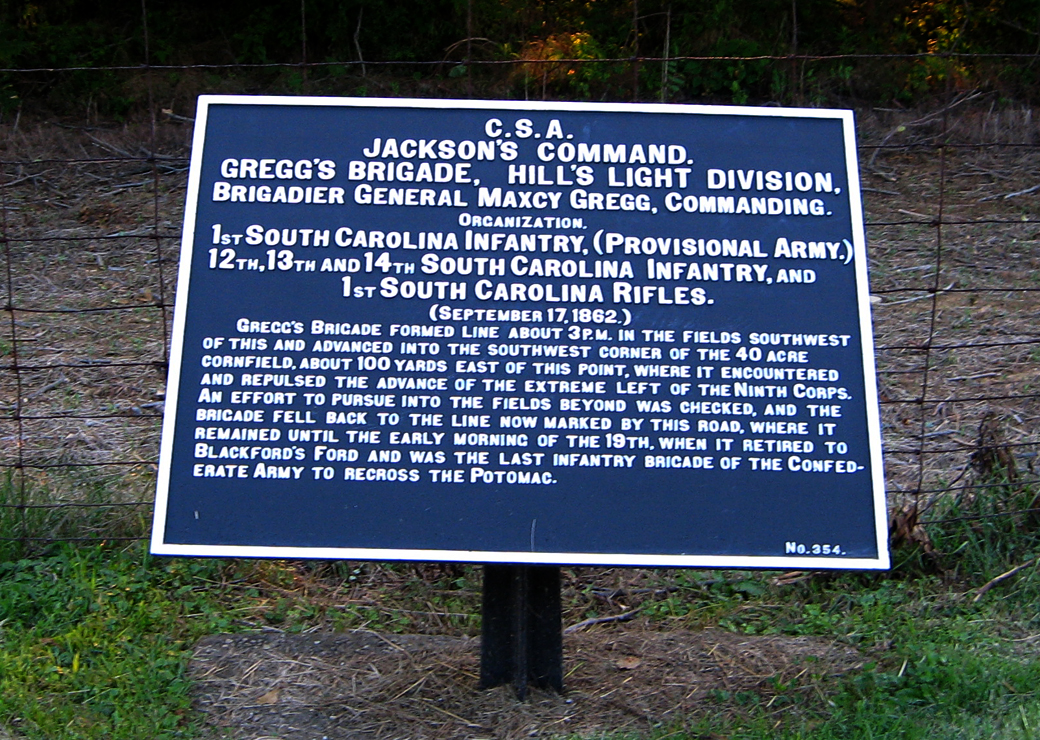 C.S.A.
JACKSON'S COMMAND.
GREGG'S BRIGADE, HILL'S LIGHT DIVISION,
BRIGADIER GENERAL MAXCY GREGG, COMMANDING.
ORGANIZATION.
1ST SOUTH CAROLINA INFANTRY, (PROVISIONAL ARMY.)
12TH, 13TH AND 14TH SOUTH CAROLINA INFANTRY, AND
1ST SOUTH CAROLINA RIFLES.
(SEPTEMBER 17, 1862.)
GREGG'S BRIGADE FORMED LINE ABOUT 3 P.M. IN THE FIELDS SOUTHWEST
OF THIS AND ADVANCED INTO THE SOUTHWEST CORNER OF THE 40 ACRE
CORNFIELD, ABOUT 100 YARDS EAST OF THIS POINT, WHERE IT ENCOUNTERED
AND REPULSED THE ADVANCE OF THE EXTREME LEFT OF THE NINTH CORPS.
AN EFFORT TO PURSUE INTO THE FIELDS BEYOND WAS CHECKED, AND THE
BRIGADE FELL BACK TO THE LINE NOW MARKED BY THIS ROAD, WHERE IT
REMAINED UNTIL THE EARLY MORNING OF THE 19TH, WHEN IT RETIRED TO
BLACKFORD'S FORD AND WAS THE LAST INFANTRY BRIGADE OF THE CONFED-
ERATE ARMY TO RECROSS THE POTOMAC.
NO. 354.